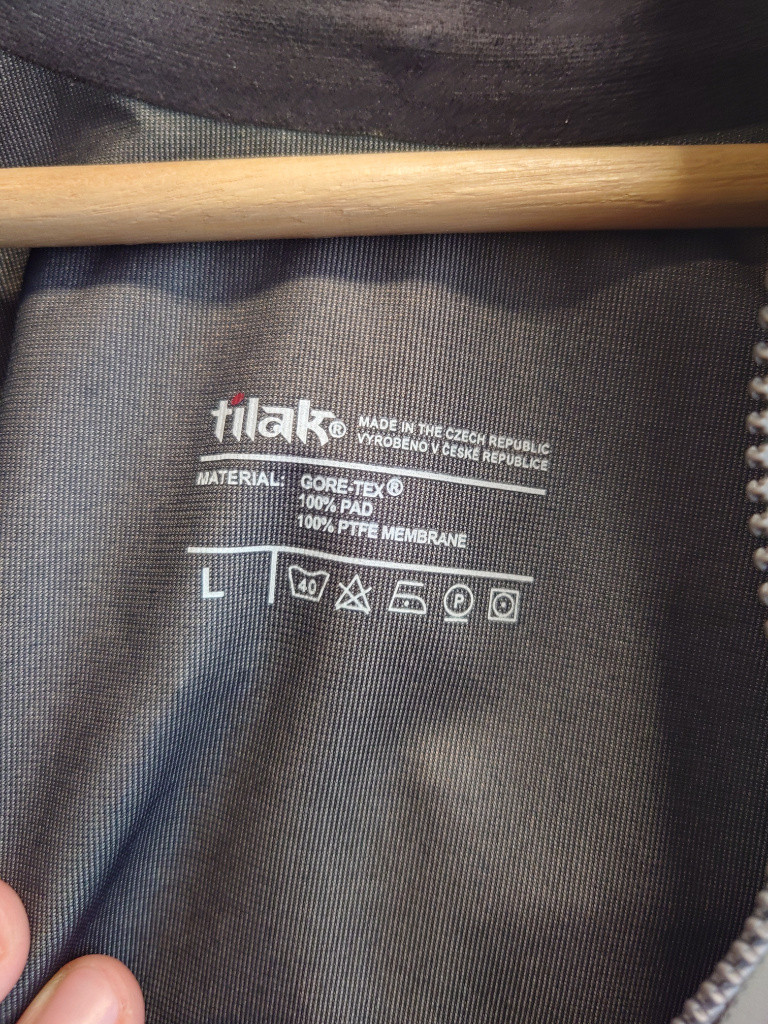 tilak®
MADE IN THE CZECH REPUBLIC
VYROBENO V ČESKÉ REPUBLICE
MATERIAL: GORE-TEX®
100% PAD
100% PTFE MEMBRANE
L
40
P